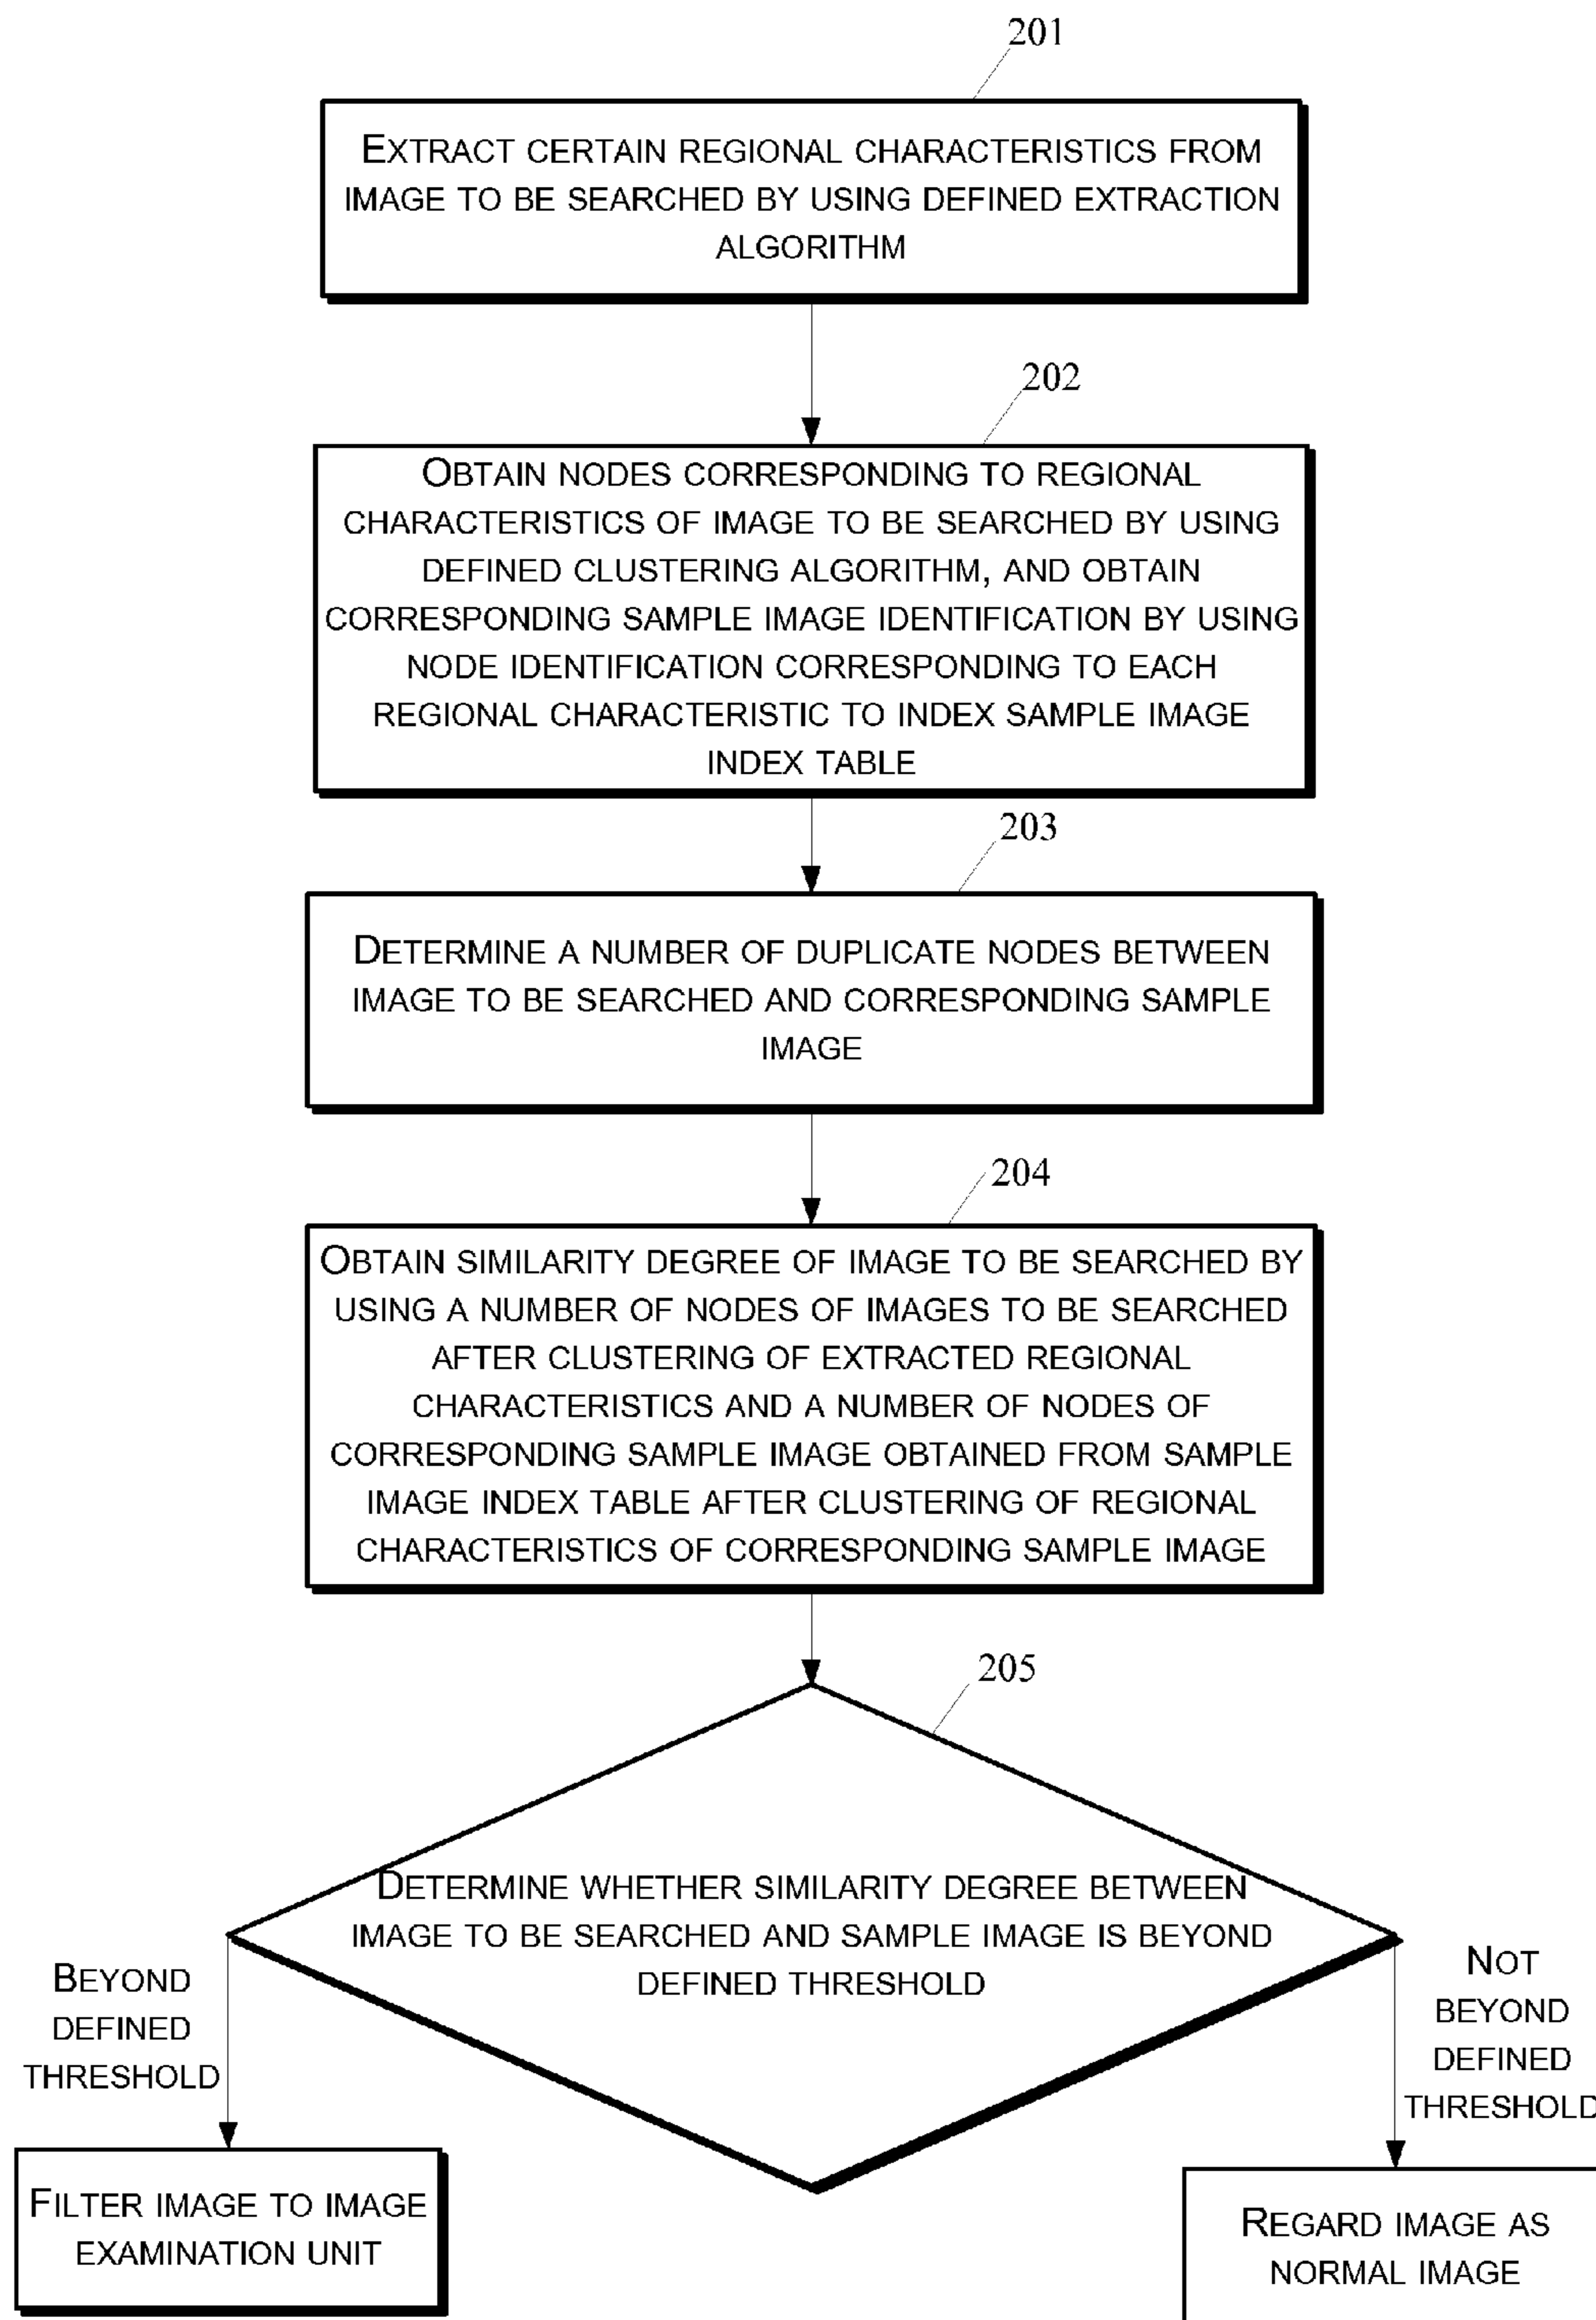 201
EXTRACT CERTAIN REGIONAL CHARACTERISTICS FROM
IMAGE TO BE SEARCHED BY USING DEFINED EXTRACTION
ALGORITHM
202
OBTAIN NODES CORRESPONDING TO REGIONAL
CHARACTERISTICS OF IMAGE TO BE SEARCHED BY USING
DEFINED CLUSTERING ALGORITHM, AND OBTAIN
CORRESPONDING SAMPLE IMAGE IDENTIFICATION BY USING
NODE IDENTIFICATION CORRESPONDING TO EACH
REGIONAL CHARACTERISTIC TO INDEX SAMPLE IMAGE
INDEX TABLE
203
DETERMINE A NUMBER OF DUPLICATE NODES BETWEEN
IMAGE TO BE SEARCHED AND CORRESPONDING SAMPLE
IMAGE
204
OBTAIN SIMILARITY DEGREE OF IMAGE TO BE SEARCHED BY
USING A NUMBER OF NODES OF IMAGES TO BE SEARCHED
AFTER CLUSTERING OF EXTRACTED REGIONAL
CHARACTERISTICS AND A NUMBER OF NODES OF
CORRESPONDING SAMPLE IMAGE OBTAINED FROM SAMPLE
IMAGE INDEX TABLE AFTER CLUSTERING OF REGIONAL
CHARACTERISTICS OF CORRESPONDING SAMPLE IMAGE
205
DETERMINE WHETHER SIMILARITY DEGREE BETWEEN
IMAGE TO BE SEARCHED AND SAMPLE IMAGE IS BEYOND
DEFINED THRESHOLD
BEYOND
DEFINED
THRESHOLD
NOT
BEYOND
DEFINED
THRESHOLD
FILTER IMAGE TO IMAGE
EXAMINATION UNIT
REGARD IMAGE AS
NORMAL IMAGE